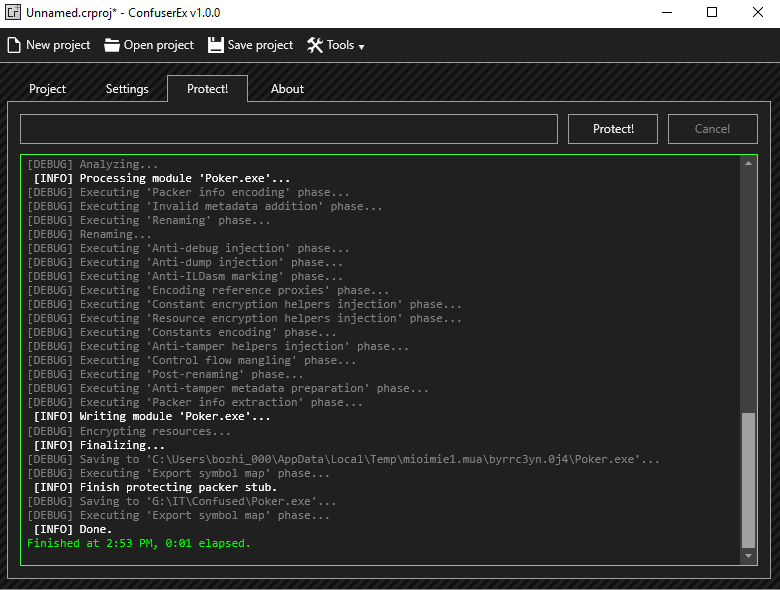 Unnamed.crproj* - ConfuserEx v1.0.0
New project Open project Save project Tools
Project Settings Protect! About
Protect! Cancel
[DEBUG] Analyzing...
[INFO] Processing module 'Poker.exe'...
[DEBUG] Executing 'Packer info encoding' phase...
[DEBUG] Executing 'Invalid metadata addition' phase...
[DEBUG] Executing 'Renaming' phase...
[DEBUG] Renaming...
[DEBUG] Executing 'Anti-debug injection' phase...
[DEBUG] Executing 'Anti-dump injection' phase...
[DEBUG] Executing 'Anti-ILDasm marking' phase...
[DEBUG] Executing 'Encoding reference proxies' phase...
[DEBUG] Executing 'Constant encryption helpers injection' phase...
[DEBUG] Executing 'Resource encryption helpers injection' phase...
[DEBUG] Executing 'Constants encoding' phase...
[DEBUG] Executing 'Anti-tamper helpers injection' phase...
[DEBUG] Executing 'Control flow mangling' phase...
[DEBUG] Executing 'Post-renaming' phase...
[DEBUG] Executing 'Anti-tamper metadata preparation' phase...
[DEBUG] Executing 'Packer info extraction' phase...
[INFO] Writing module 'Poker.exe'...
[DEBUG] Encrypting resources...
[INFO] Finalizing...
[DEBUG] Saving to 'C:\Users\bozhi_000\AppData\Local\Temp\mioimie1.mua\byrrc3yn.0j4\Poker.exe'...
[DEBUG] Executing 'Export symbol map' phase...
[INFO] Finish protecting packer stub.
[DEBUG] Saving to 'G:\IT\Confused\Poker.exe'...
[DEBUG] Executing 'Export symbol map' phase...
[INFO] Done.
Finished at 2:53 PM, 0:01 elapsed.